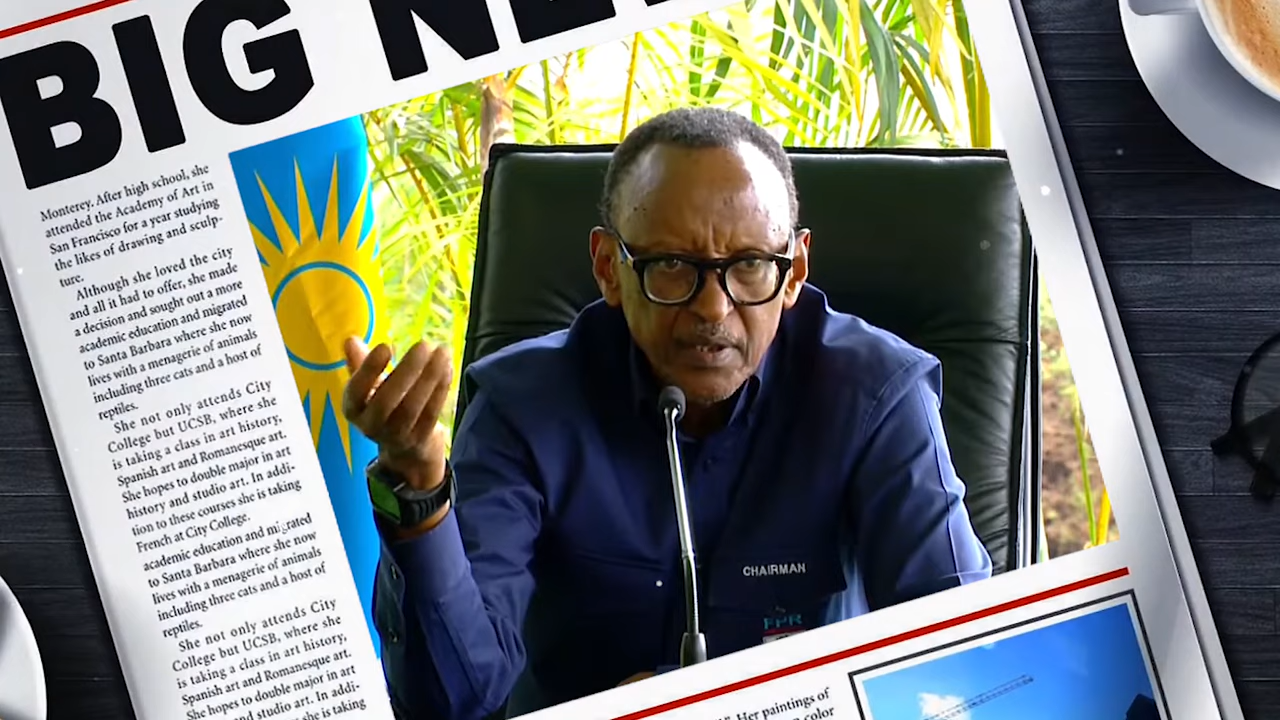 BIG
Monterey. After high school, she
attended the Academy of Art in
San Francisco for a year studying
the likes of drawing and sculp-
ture.
Although she loved the city
and all it had to offer, she made
a decision and sought out a more
academic education and migrated
to Santa Barbara where she now
lives with a menagerie of animals
including three cats and a host of
reptiles.
She not only attends City
College but UCSB, where she
is taking a class in art history,
Spanish art and Romanesque art.
She hopes to double major in art
history and studio art. In addi-
tion to these courses she is taking
French at City College.
academic education and migrated
to Santa Barbara where she now
lives with a menagerie of animals
including three cats and a host of
reptiles.
She not only attends City
College but UCSB, where she
is taking a class in art history,
Spanish art and Romanesque art.
She hopes to double major in art
history and studio art. In addi-
she is taking
CHAIRMAN
FPR
Her paintings of
color